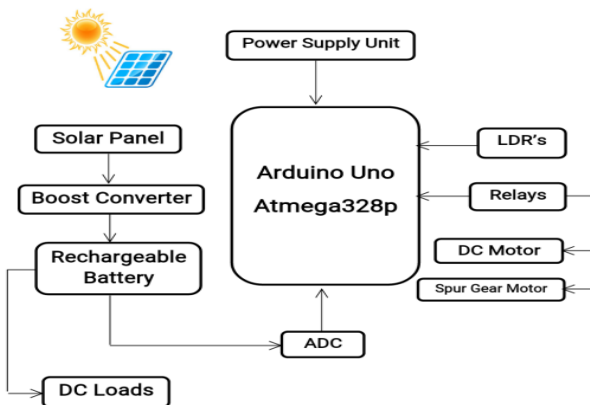 Power Supply Unit
Solar Panel
Boost Converter
Rechargeable
Battery
DC Loads
Arduino Uno
Atmega328p
ADC
LDR's
Relays
DC Motor
Spur Gear Motor